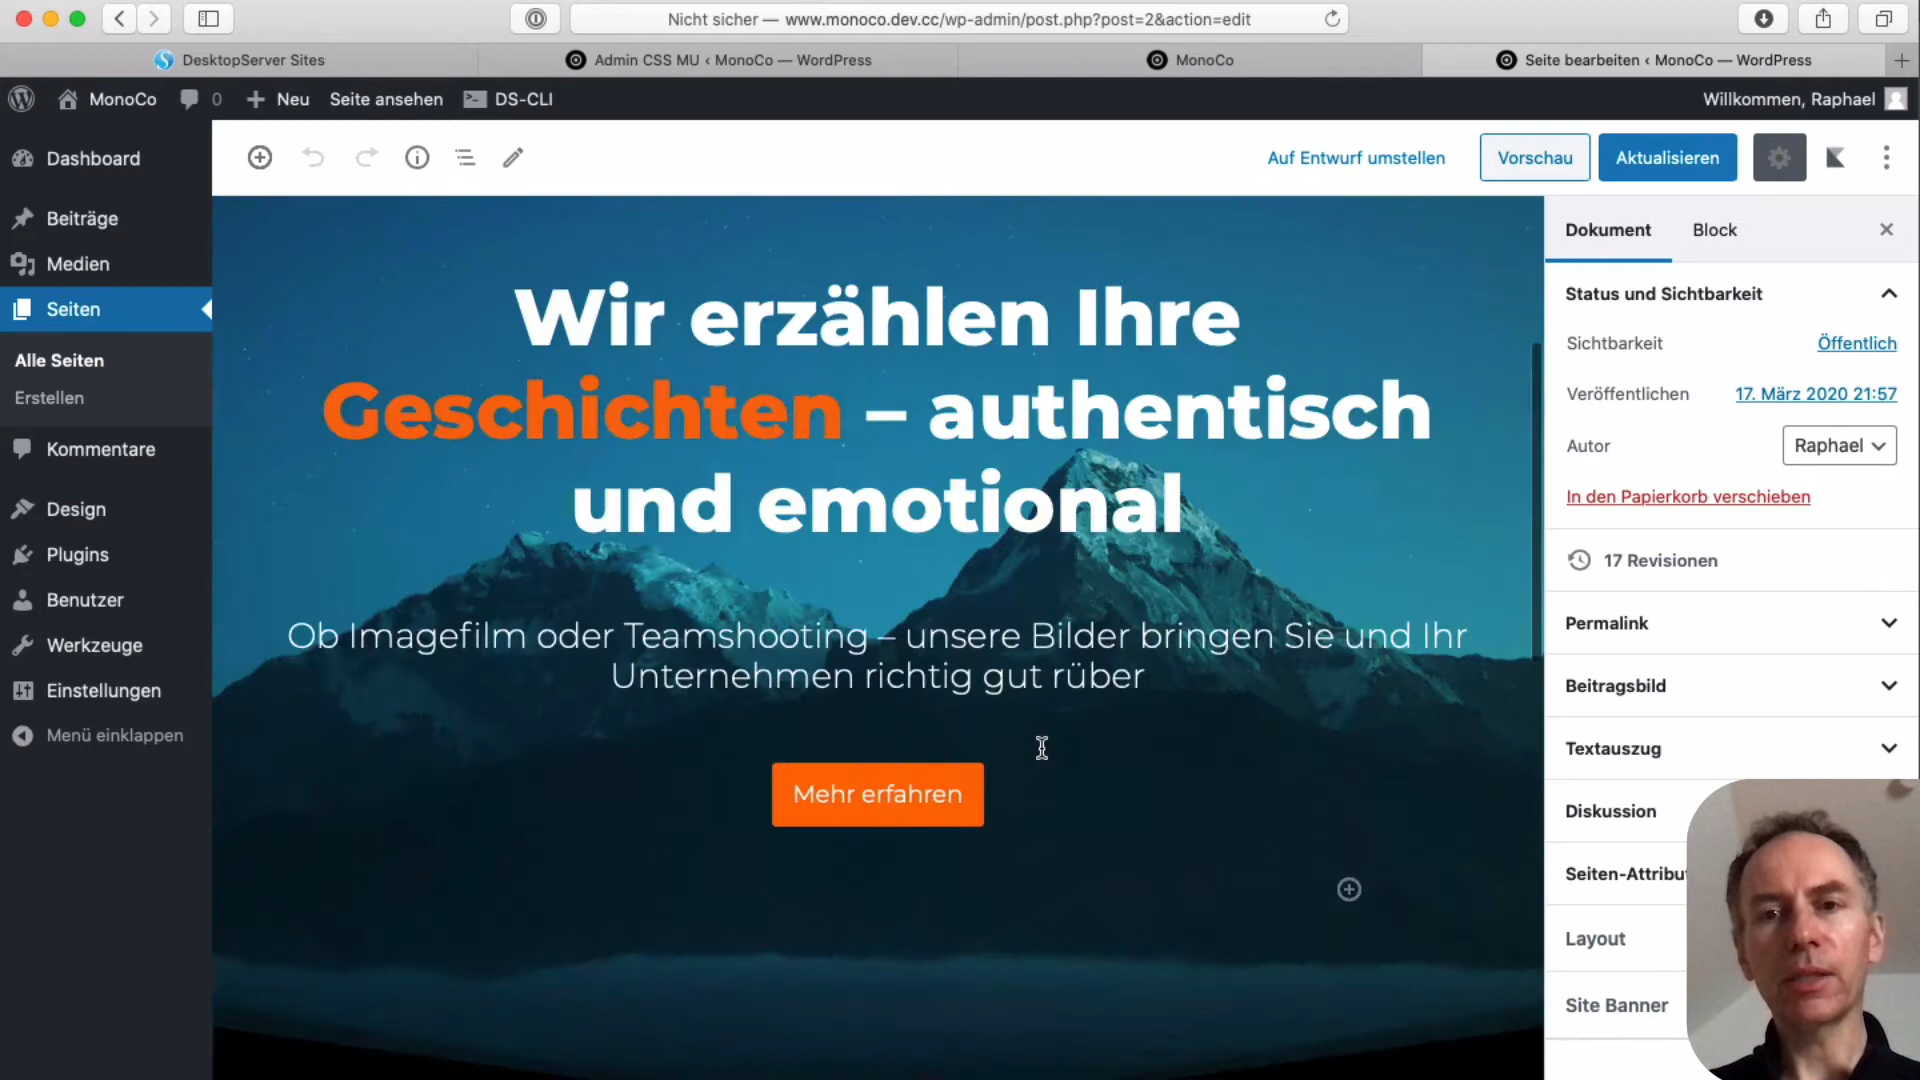 Nicht sicher — www.monoco.dev.cc/wp-admin/post.php?post=2&action=edit
DesktopServer Sites
Admin CSS MU ‹ MonoCo — WordPress
MonoCo
Seite bearbeiten ‹ MonoCo — WordPress
MonoCo
0
Neu
Seite ansehen
DS-CLI
Willkommen, Raphael
Dashboard
Beiträge
Medien
Seiten
Alle Seiten
Erstellen
Kommentare
Design
Plugins
Benutzer
Werkzeuge
Einstellungen
Menü einklappen
Auf Entwurf umstellen
Vorschau
Aktualisieren
Wir erzählen Ihre
Geschichten – authentisch
und emotional
Ob Imagefilm oder Teamshooting – unsere Bilder bringen Sie und Ihr
Unternehmen richtig gut rüber
Mehr erfahren
Dokument
Block
Status und Sichtbarkeit
Sichtbarkeit
Öffentlich
Veröffentlichen
17. März 2020 21:57
Autor
Raphael
In den Papierkorb verschieben
17 Revisionen
Permalink
Beitragsbild
Textauszug
Diskussion
Seiten-Attribu
Layout
Site Banner